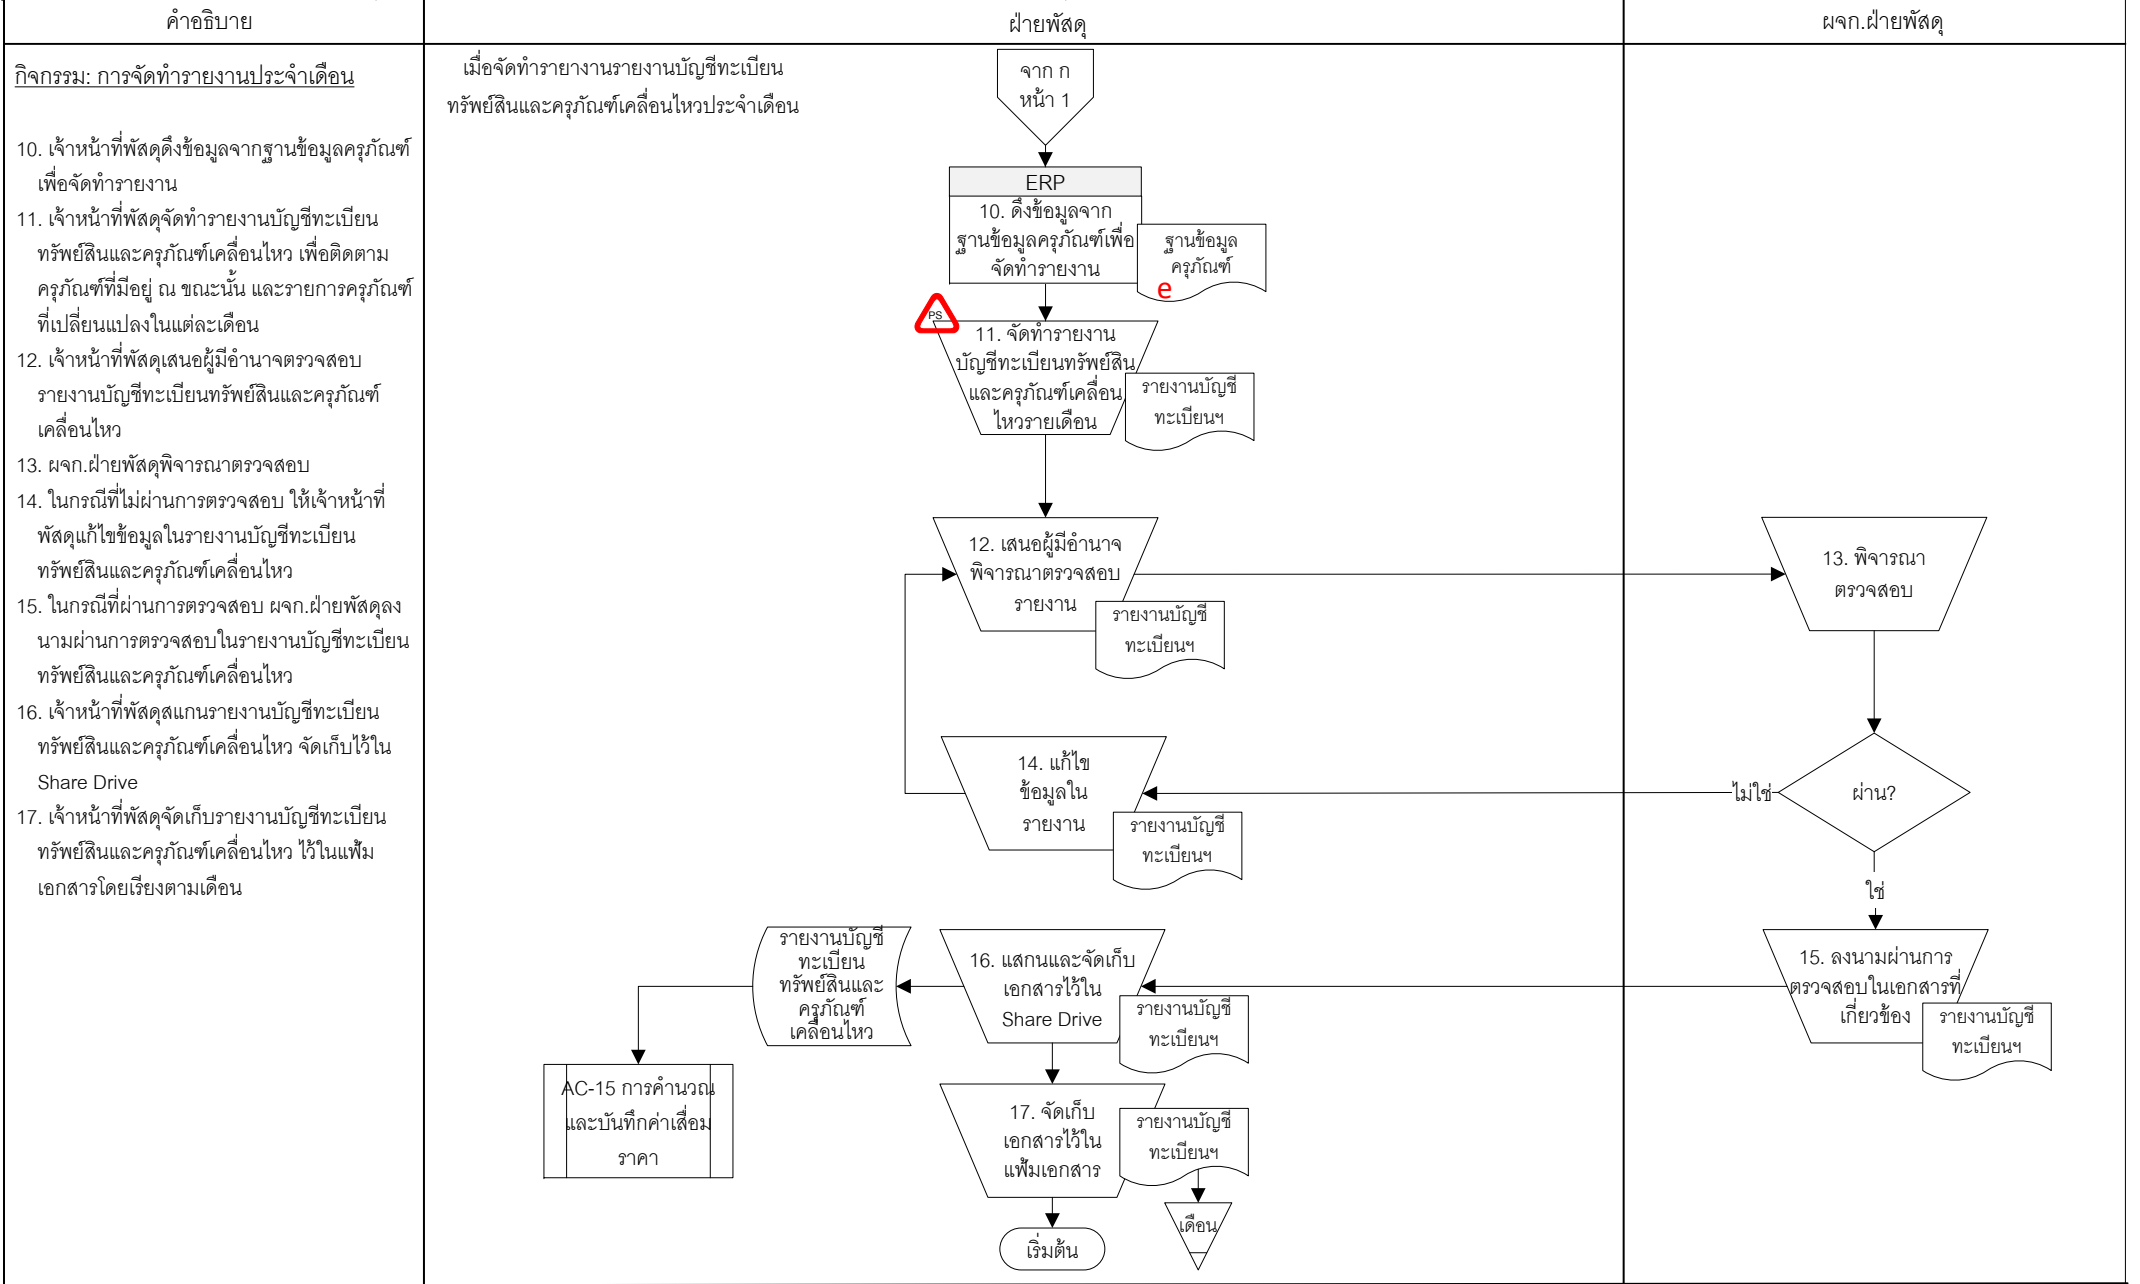 คำอธิบาย
ฝ่ายพัสดุ
ผจก.ฝ่ายพัสดุ
กิจกรรม: การจัดทำรายงานประจำเดือน
10. เจ้าหน้าที่พัสดุดึงข้อมูลจากฐานข้อมูลครุภัณฑ์
เพื่อจัดทำรายงาน
11. เจ้าหน้าที่พัสดุจัดทำรายงานบัญชีทะเบียน
ทรัพย์สินและครุภัณฑ์เคลื่อนไหว เพื่อติดตาม
ครุภัณฑ์ที่มีอยู่ ณ ขณะนั้น และรายการครุภัณฑ์
ที่เปลี่ยนแปลงในแต่ละเดือน
12. เจ้าหน้าที่พัสดุเสนอผู้มีอำนาจตรวจสอบ
รายงานบัญชีทะเบียนทรัพย์สินและครุภัณฑ์
เคลื่อนไหว
13. ผจก.ฝ่ายพัสดุพิจารณาตรวจสอบ
14. ในกรณีที่ไม่ผ่านการตรวจสอบ ให้เจ้าหน้าที่
พัสดุแก้ไขข้อมูลในรายงานบัญชีทะเบียน
ทรัพย์สินและครุภัณฑ์เคลื่อนไหว
15. ในกรณีที่ผ่านการตรวจสอบ ผจก.ฝ่ายพัสดุลง
นามผ่านการตรวจสอบในรายงานบัญชีทะเบียน
ทรัพย์สินและครุภัณฑ์เคลื่อนไหว
16. เจ้าหน้าที่พัสดุสแกนรายงานบัญชีทะเบียน
ทรัพย์สินและครุภัณฑ์เคลื่อนไหว จัดเก็บไว้ใน
Share Drive
17. เจ้าหน้าที่พัสดุจัดเก็บรายงานบัญชีทะเบียน
ทรัพย์สินและครุภัณฑ์เคลื่อนไหว ไว้ในแฟ้ม
เอกสารโดยเรียงตามเดือน
เมื่อจัดทำรายางานรายงานบัญชีทะเบียน
ทรัพย์สินและครุภัณฑ์เคลื่อนไหวประจำเดือน
จาก ก
หน้า 1
ERP
10. ดึงข้อมูลจาก
ฐานข้อมูลครุภัณฑ์เพื่อ
จัดทำรายงาน
ฐานข้อมูล
ครุภัณฑ์
e
PS
11. จัดทำรายงาน
บัญชีทะเบียนทรัพย์สิน
และครุภัณฑ์เคลื่อน
ไหวรายเดือน
รายงานบัญชี
ทะเบียนฯ
12. เสนอผู้มีอำนาจ
พิจารณาตรวจสอบ
รายงาน
รายงานบัญชี
ทะเบียนฯ
13. พิจารณา
ตรวจสอบ
14. แก้ไข
ข้อมูลใน
รายงาน
รายงานบัญชี
ทะเบียนฯ
ไม่ใช่
ผ่าน?
ใช่
รายงานบัญชี
ทะเบียน
ทรัพย์สินและ
ครุภัณฑ์
เคลื่อนไหว
16. แสกนและจัดเก็บ
เอกสารไว้ใน
Share Drive
รายงานบัญชี
ทะเบียนฯ
15. ลงนามผ่านการ
ตรวจสอบในเอกสารที่
เกี่ยวข้อง
รายงานบัญชี
ทะเบียนฯ
AC-15 การคำนวณ
และบันทึกค่าเสื่อม
ราคา
17. จัดเก็บ
เอกสารไว้ใน
แฟ้มเอกสาร
รายงานบัญชี
ทะเบียนฯ
เดือน
เริ่มต้น